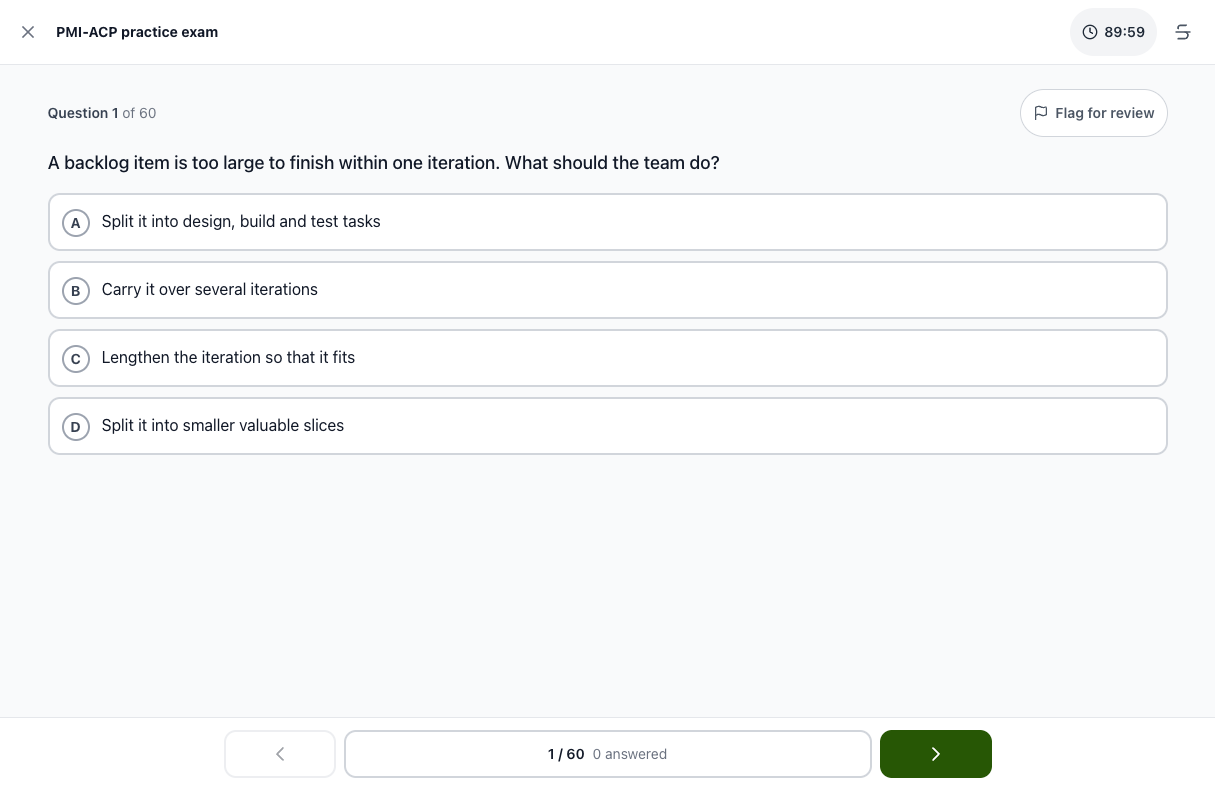 PMI-ACP practice exam
89:59
Question 1 of 60
Flag for review
A backlog item is too large to finish within one iteration. What should the team do?
A Split it into design, build and test tasks
B Carry it over several iterations
C Lengthen the iteration so that it fits
D Split it into smaller valuable slices
1 / 60 0 answered